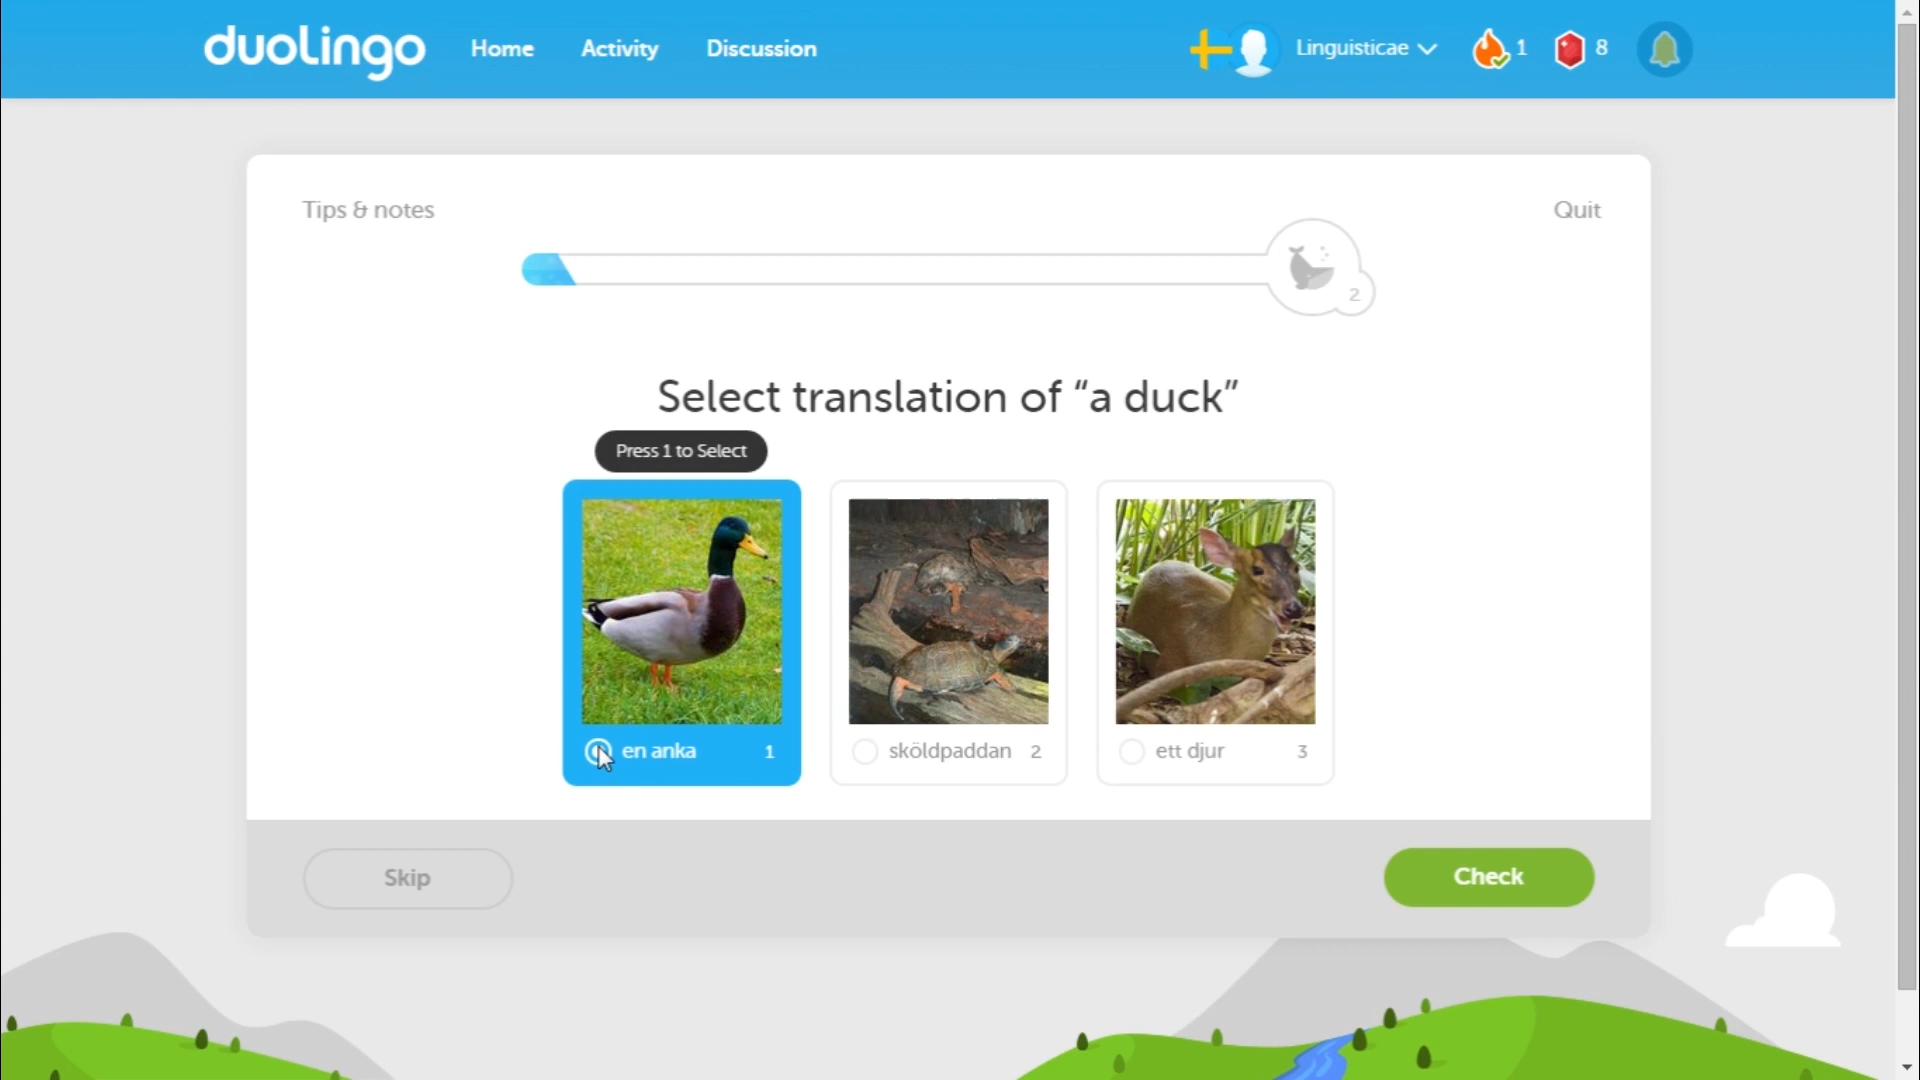 duolingo Home Activity Discussion Linguisticae 1 8
Tips & notes Quit
2
Select translation of “a duck”
Press 1 to Select
en anka 1 sköldpaddan 2 ett djur 3
Skip Check